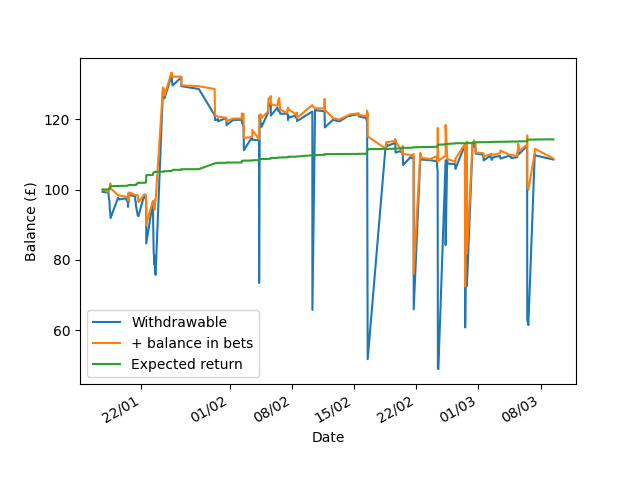 Balance (£)
120
100
80
60
Withdrawable
+ balance in bets
Expected return
22/01
01/02
08/02
15/02
22/02
01/03
08/03
Date